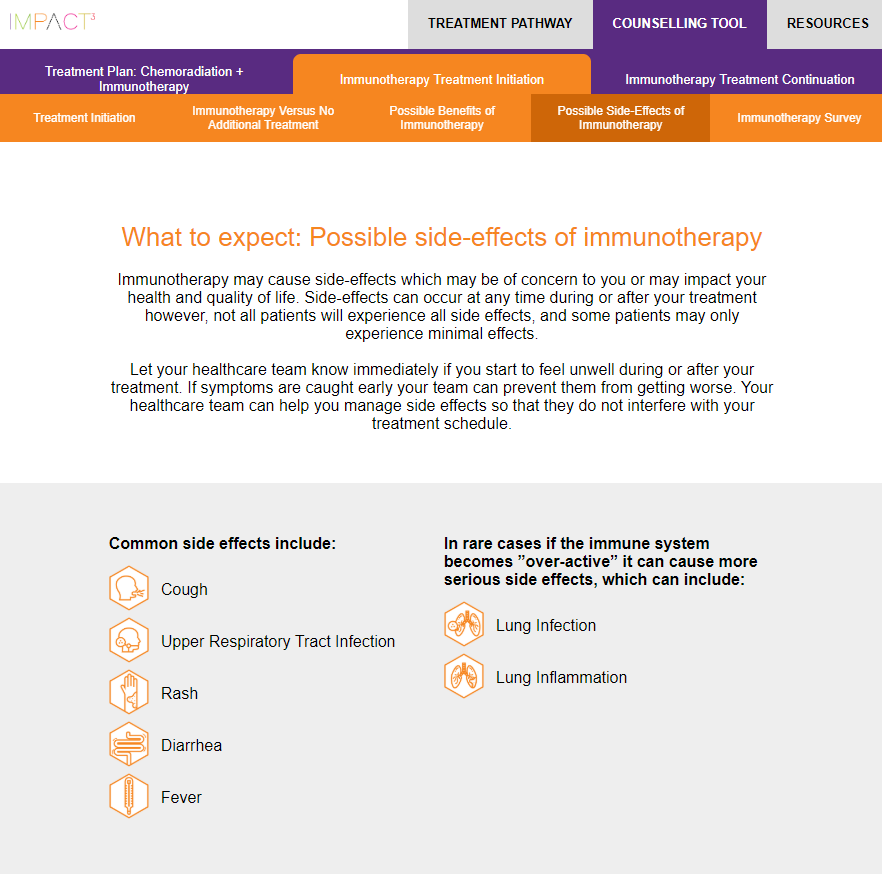 IMPACT3
TREATMENT PATHWAY
COUNSELLING TOOL
RESOURCES
Treatment Plan: Chemoradiation +
Immunotherapy
Immunotherapy Treatment Initiation
Immunotherapy Treatment Continuation
Treatment Initiation
Immunotherapy Versus No
Additional Treatment
Possible Benefits of
Immunotherapy
Possible Side-Effects of
Immunotherapy
Immunotherapy Survey
What to expect: Possible side-effects of immunotherapy
Immunotherapy may cause side-effects which may be of concern to you or may impact your
health and quality of life. Side-effects can occur at any time during or after your treatment
however, not all patients will experience all side effects, and some patients may only
experience minimal effects.
Let your healthcare team know immediately if you start to feel unwell during or after your
treatment. If symptoms are caught early your team can prevent them from getting worse. Your
healthcare team can help you manage side effects so that they do not interfere with your
treatment schedule.
Common side effects include:
Cough
Upper Respiratory Tract Infection
Rash
Diarrhea
Fever
In rare cases if the immune system
becomes ”over-active” it can cause more
serious side effects, which can include:
Lung Infection
Lung Inflammation